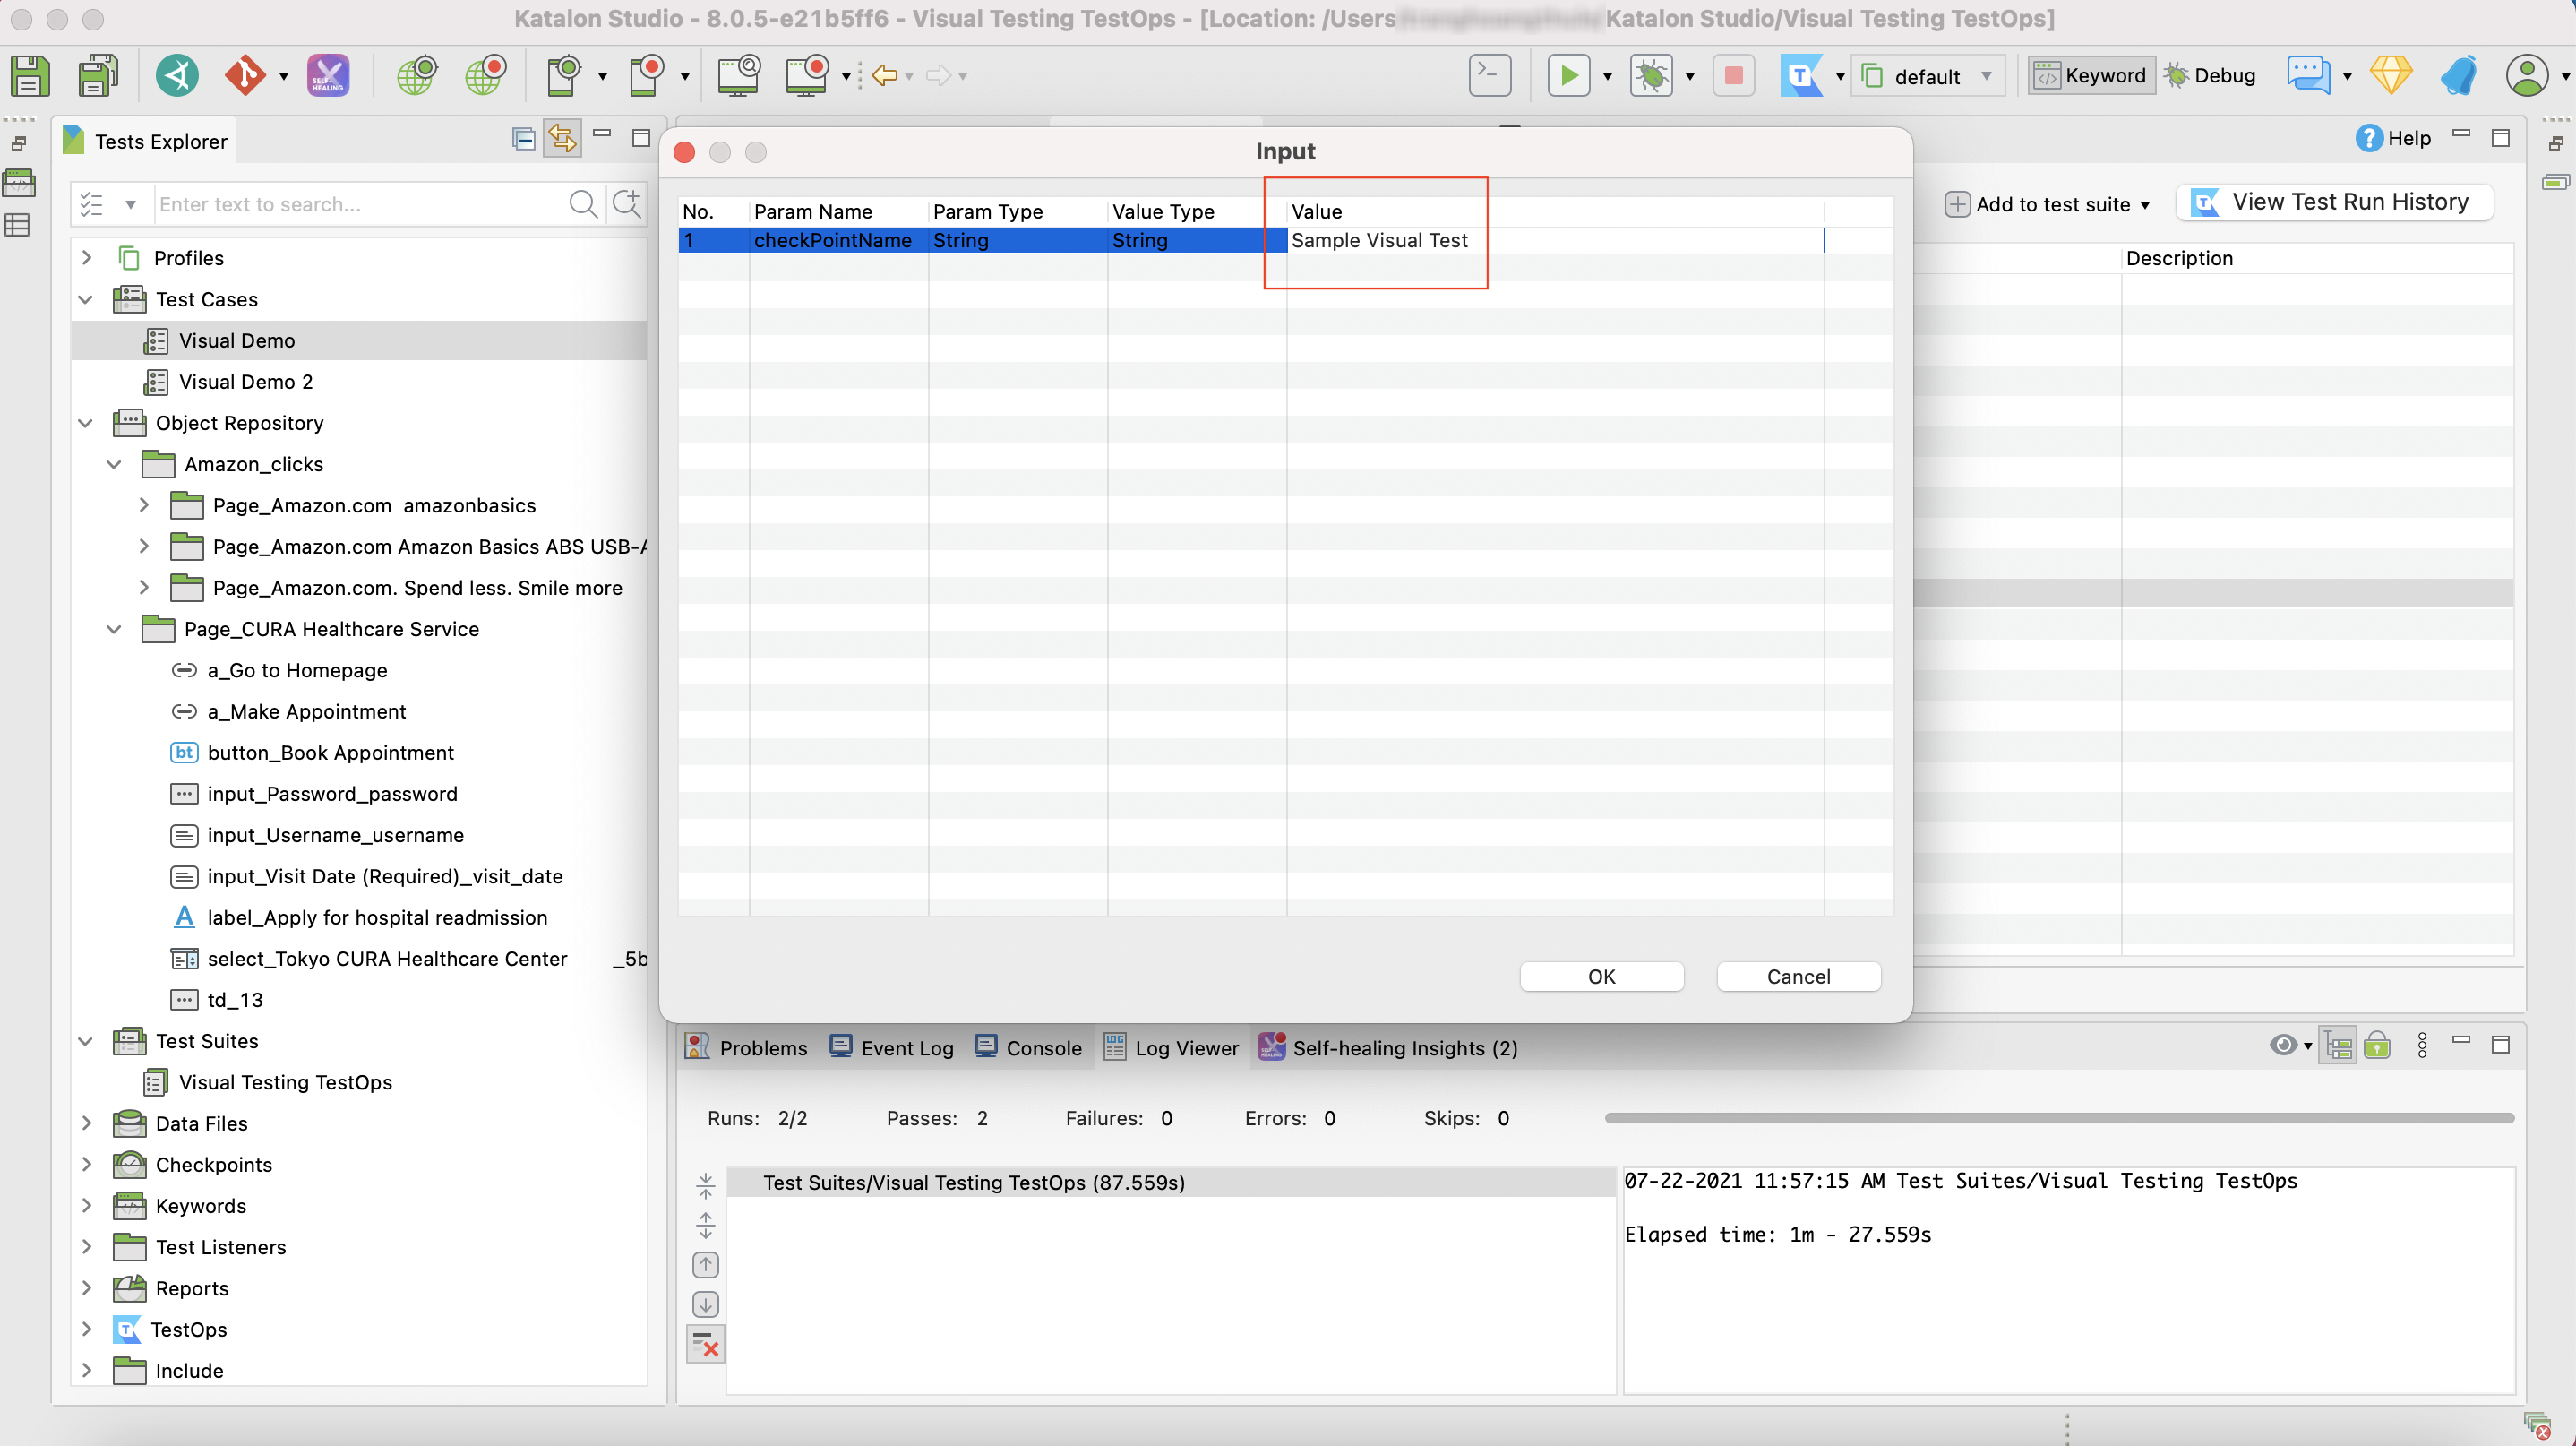 Katalon Studio - 8.0.5-e21b5ff6 - Visual Testing TestOps - [Location: /Users
Katalon Studio/Visual Testing TestOps]
SELF-HEALING
default
Keyword
Debug
Tests Explorer
Enter text to search...
Profiles
Test Cases
Visual Demo
Visual Demo 2
Object Repository
Amazon_clicks
Page_Amazon.com  amazonbasics
Page_Amazon.com Amazon Basics ABS USB-A
Page_Amazon.com. Spend less. Smile more
Page_CURA Healthcare Service
a_Go to Homepage
a_Make Appointment
bt button_Book Appointment
input_Password_password
input_Username_username
input_Visit Date (Required)_visit_date
A label_Apply for hospital readmission
select_Tokyo CURA Healthcare Center _5b
td_13
Test Suites
Visual Testing TestOps
Data Files
Checkpoints
Keywords
Test Listeners
Reports
TestOps
Include
Input
No. Param Name Param Type Value Type Value
1 checkPointName String String Sample Visual Test
OK Cancel
Help
Add to test suite
View Test Run History
Description
Problems Event Log Console Log Viewer Self-healing Insights (2)
Runs: 2/2 Passes: 2 Failures: 0 Errors: 0 Skips: 0
Test Suites/Visual Testing TestOps (87.559s)
07-22-2021 11:57:15 AM Test Suites/Visual Testing TestOps
Elapsed time: 1m - 27.559s